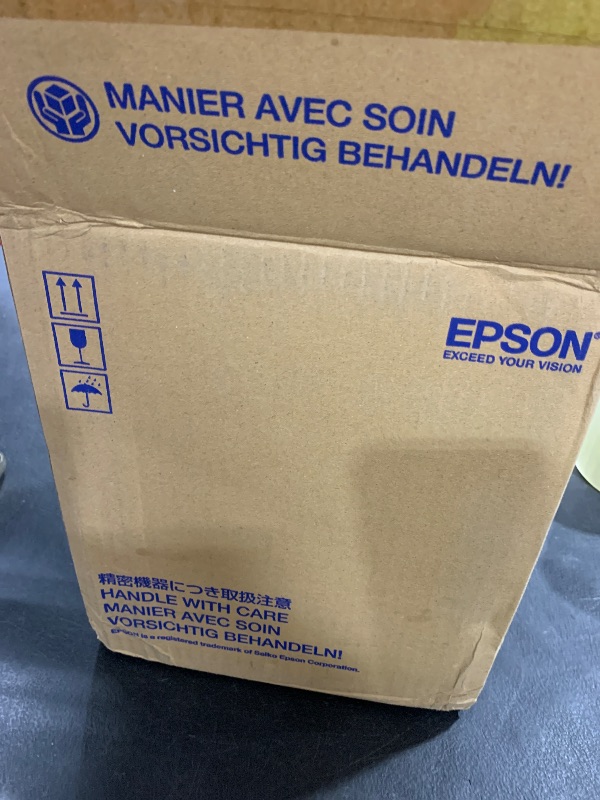 MANIER AVEC SOIN
VORSICHTIG BEHANDELN!
EPSON®
EXCEED YOUR VISION
精密機器につき取扱注意
HANDLE WITH CARE
MANIER AVEC SOIN
VORSICHTIG BEHANDELN!
EPSON is a registered trademark of Seiko Epson Corporation.